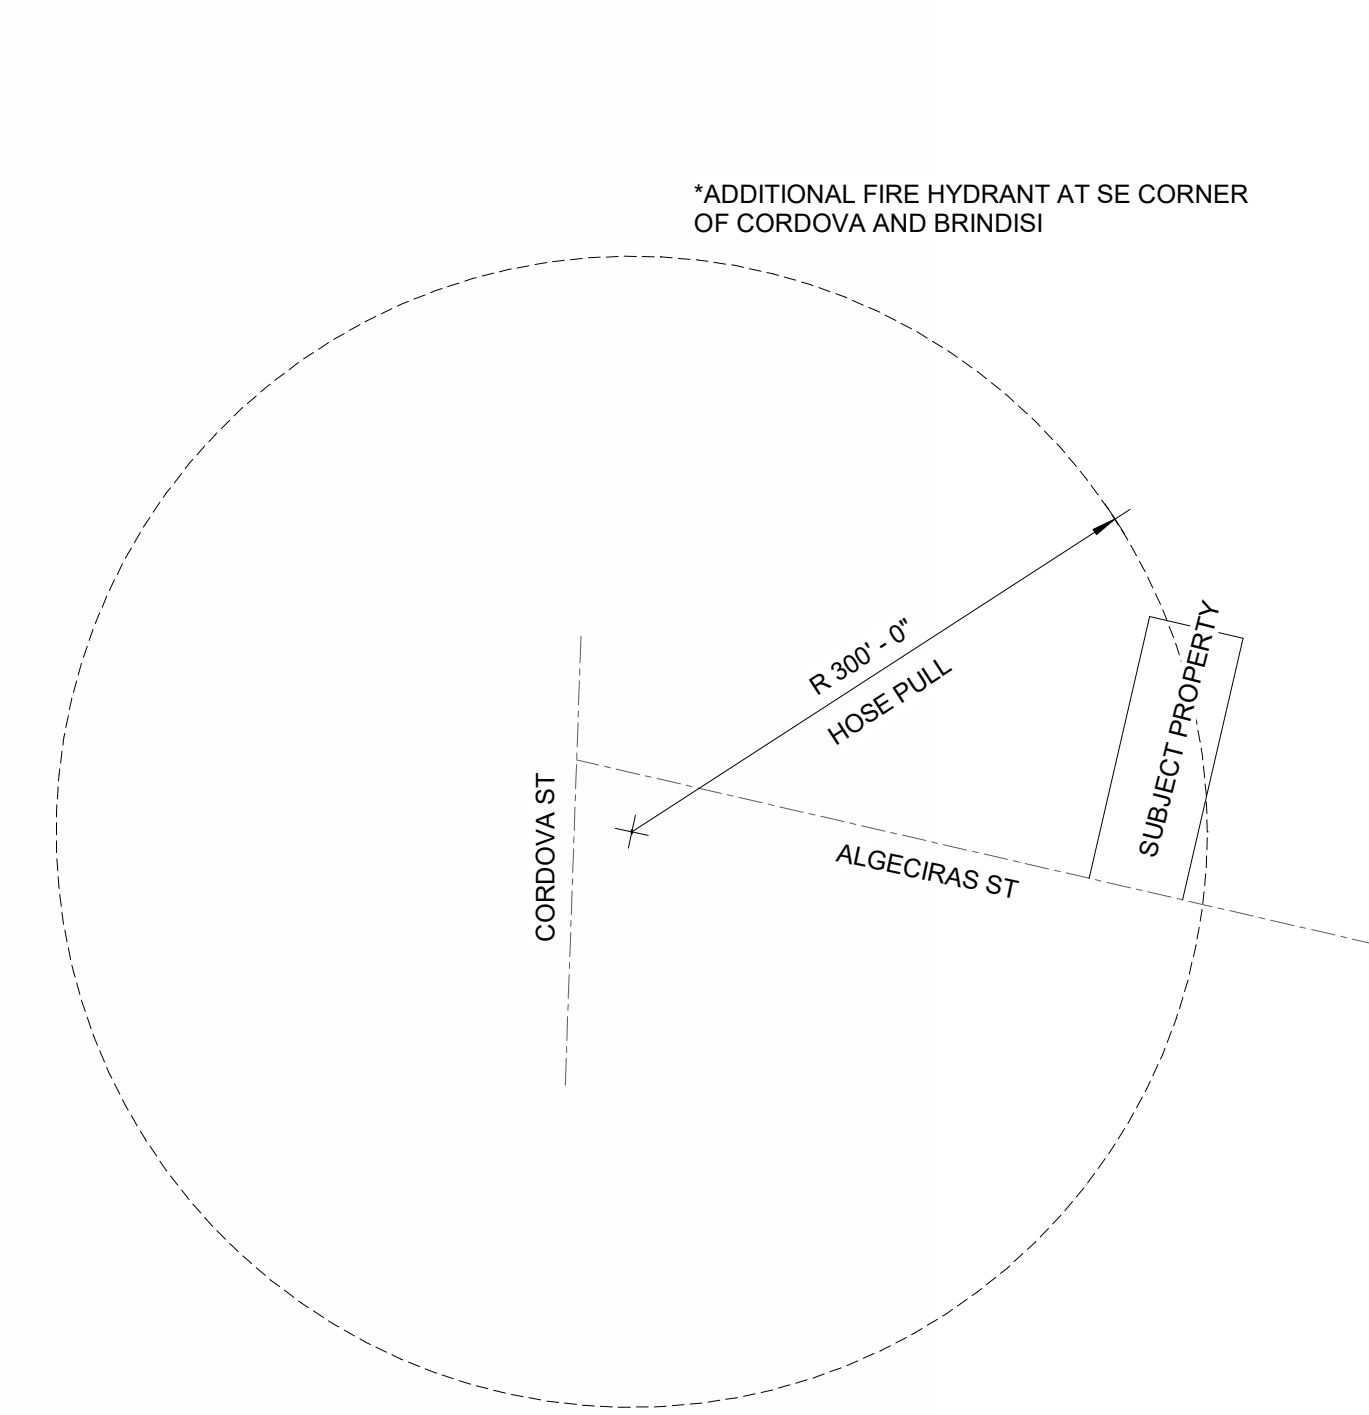 *ADDITIONAL FIRE HYDRANT AT SE CORNER
OF CORDOVA AND BRINDISI
R 300' - 0"
HOSE PULL
SUBJECT PROPERTY
CORDOVA ST
ALGECIRAS ST